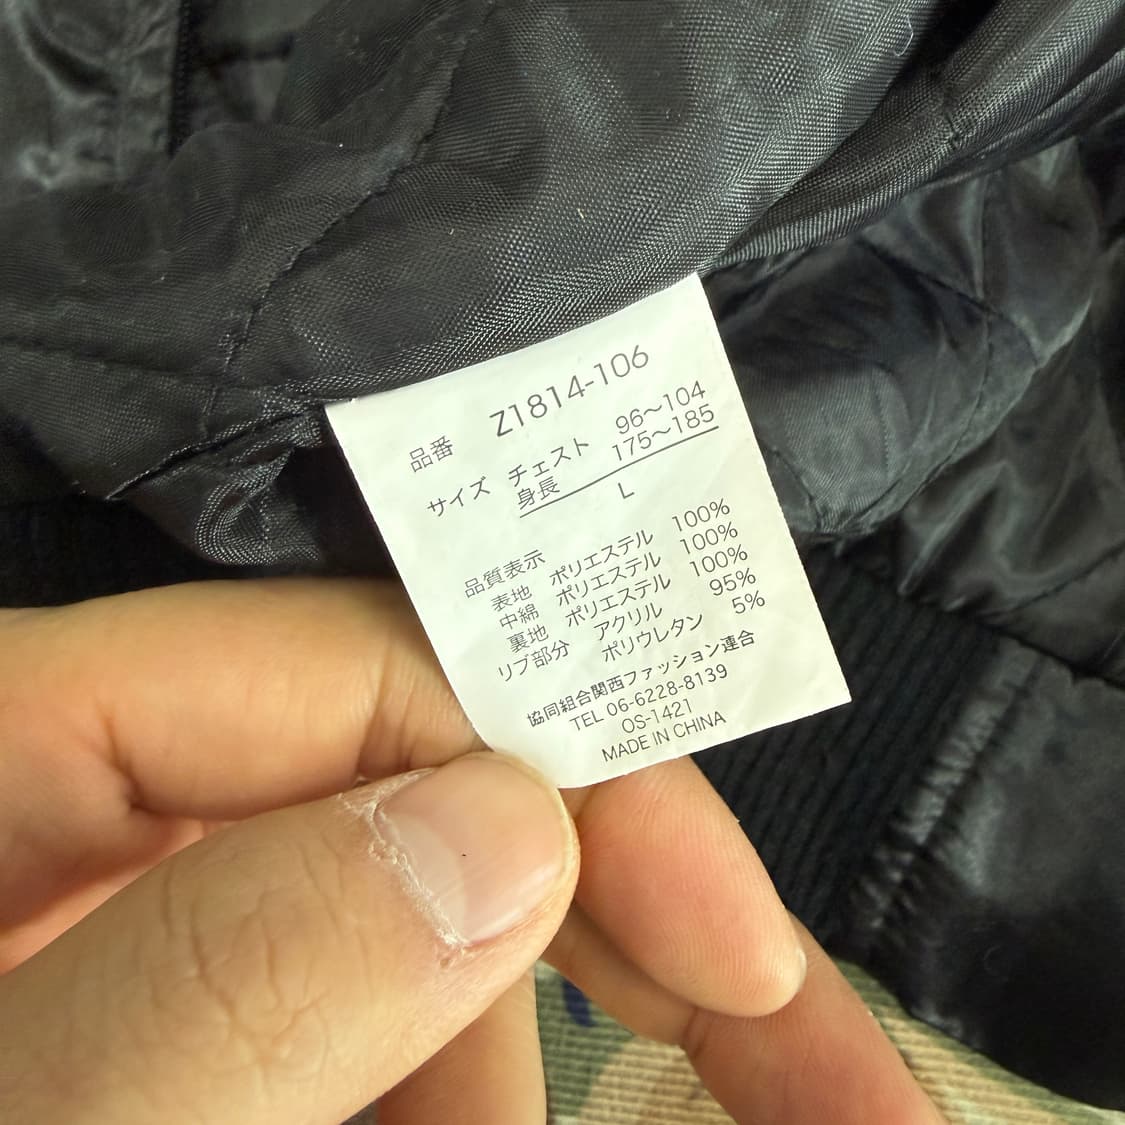 品番 Z1814-106
サイズ チェスト 96～104
身長 175～185
L
品質表示
表地 ポリエステル 100%
中綿 ポリエステル 100%
裏地 ポリエステル 100%
リブ部分 アクリル 95%
ポリウレタン 5%
協同組合関西ファッション連合
TEL 06-6228-8139
OS-1421
MADE IN CHINA